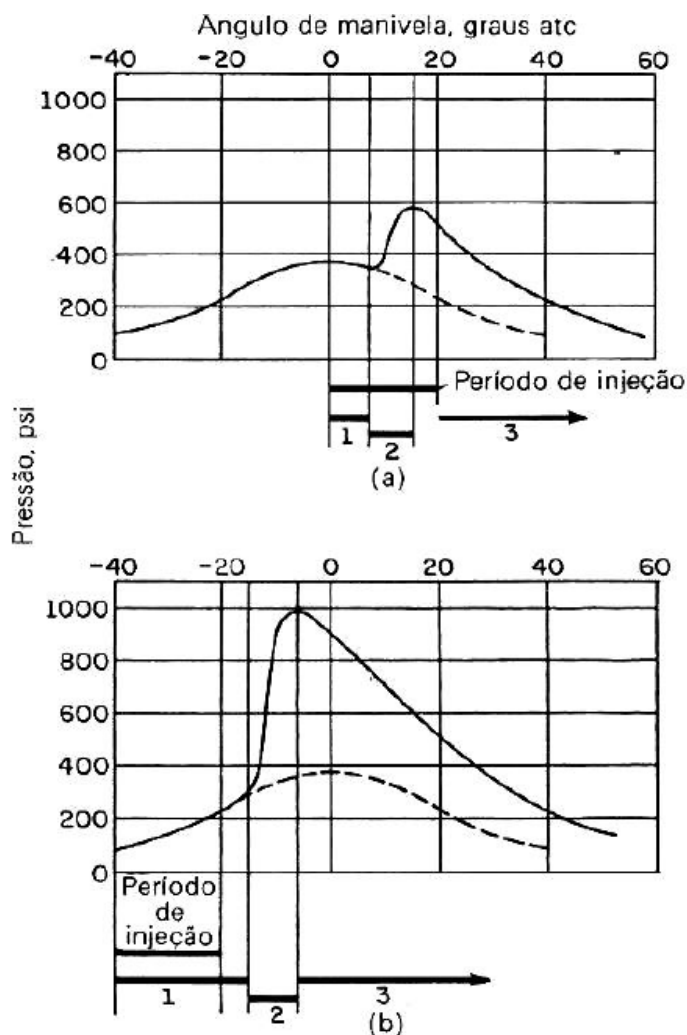 Angulo de manivela, graus atc
-40 -20 0 20 40 60
1000
800
600
400
200
0
Período de injeção
1 2 3
(a)
Pressão, psi
-40 -20 0 20 40 60
1000
800
600
400
200
0
Período
de
injeção
1 2 3
(b)